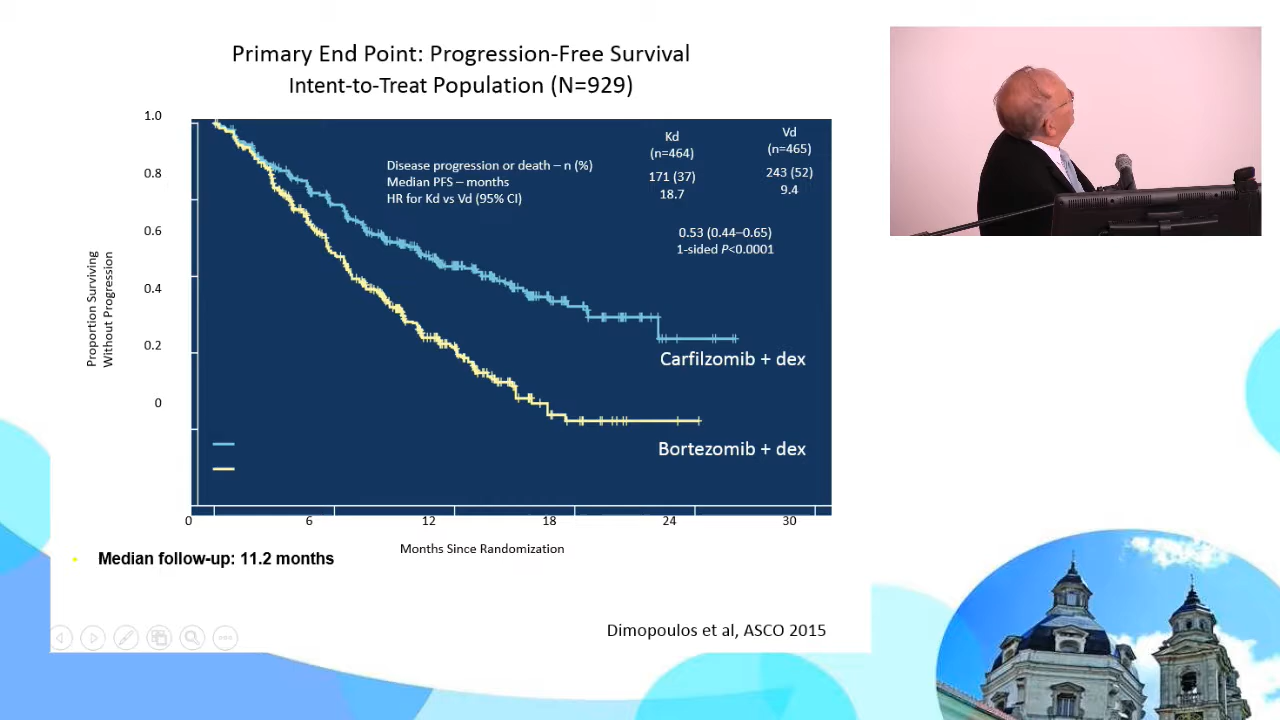 Primary End Point: Progression-Free Survival
Intent-to-Treat Population (N=929)
Proportion Surviving
Without Progression
1.0
0.8
0.6
0.4
0.2
0
Kd
(n=464)
Vd
(n=465)
Disease progression or death – n (%)
171 (37)
243 (52)
Median PFS – months
18.7
9.4
HR for Kd vs Vd (95% CI)
0.53 (0.44–0.65)
1-sided P<0.0001
Carfilzomib + dex
Bortezomib + dex
0 6 12 18 24 30
Months Since Randomization
Median follow-up: 11.2 months
Dimopoulos et al, ASCO 2015